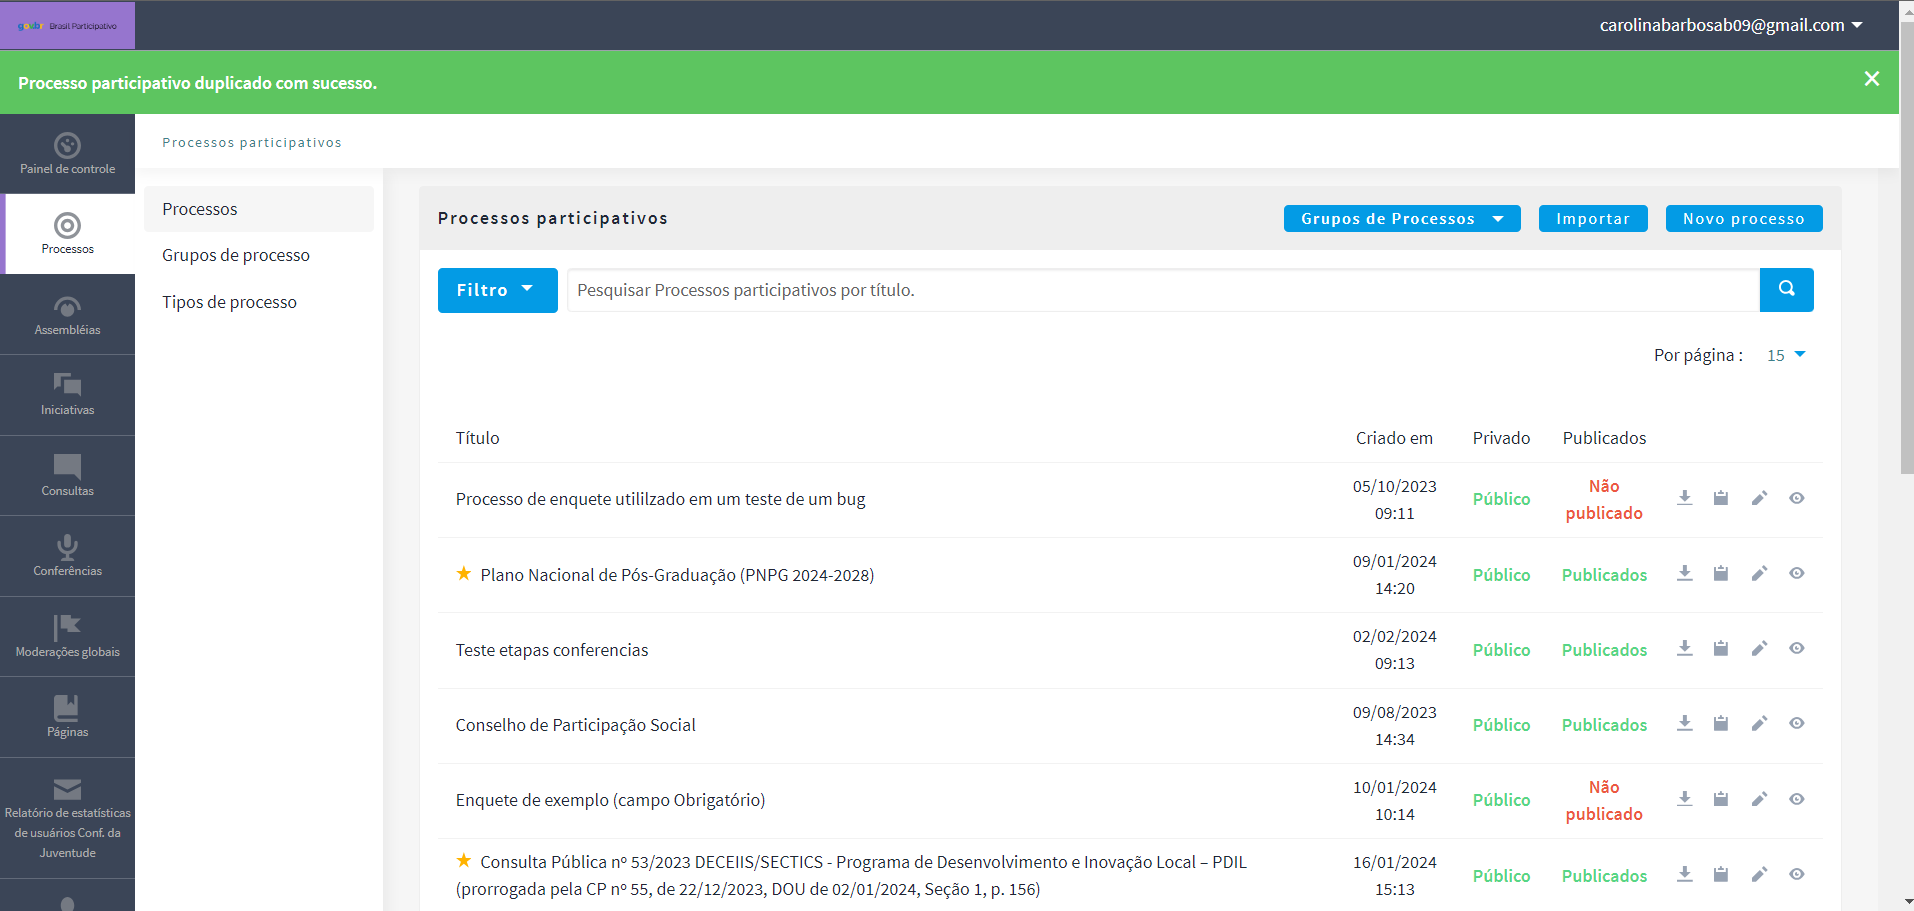 gov.br Brasil Participativo
carolinabarbosab09@gmail.com
Processo participativo duplicado com sucesso.
Painel de controle
Processos
Assembléias
Iniciativas
Consultas
Conferências
Moderações globais
Páginas
Relatório de estatísticas
de usuários Conf. da
Juventude
Processos participativos
Processos
Grupos de processo
Tipos de processo
Processos participativos
Grupos de Processos
Importar
Novo processo
Filtro
Pesquisar Processos participativos por título.
Por página : 15
Título Criado em Privado Publicados
Processo de enquete utililzado em um teste de um bug
05/10/2023
09:11
Público
Não
publicado
Plano Nacional de Pós-Graduação (PNPG 2024-2028)
09/01/2024
14:20
Público
Publicados
Teste etapas conferencias
02/02/2024
09:13
Público
Publicados
Conselho de Participação Social
09/08/2023
14:34
Público
Publicados
Enquete de exemplo (campo Obrigatório)
10/01/2024
10:14
Público
Não
publicado
Consulta Pública nº 53/2023 DECEIIS/SECTICS - Programa de Desenvolvimento e Inovação Local – PDIL
(prorrogada pela CP nº 55, de 22/12/2023, DOU de 02/01/2024, Seção 1, p. 156)
16/01/2024
15:13
Público
Publicados